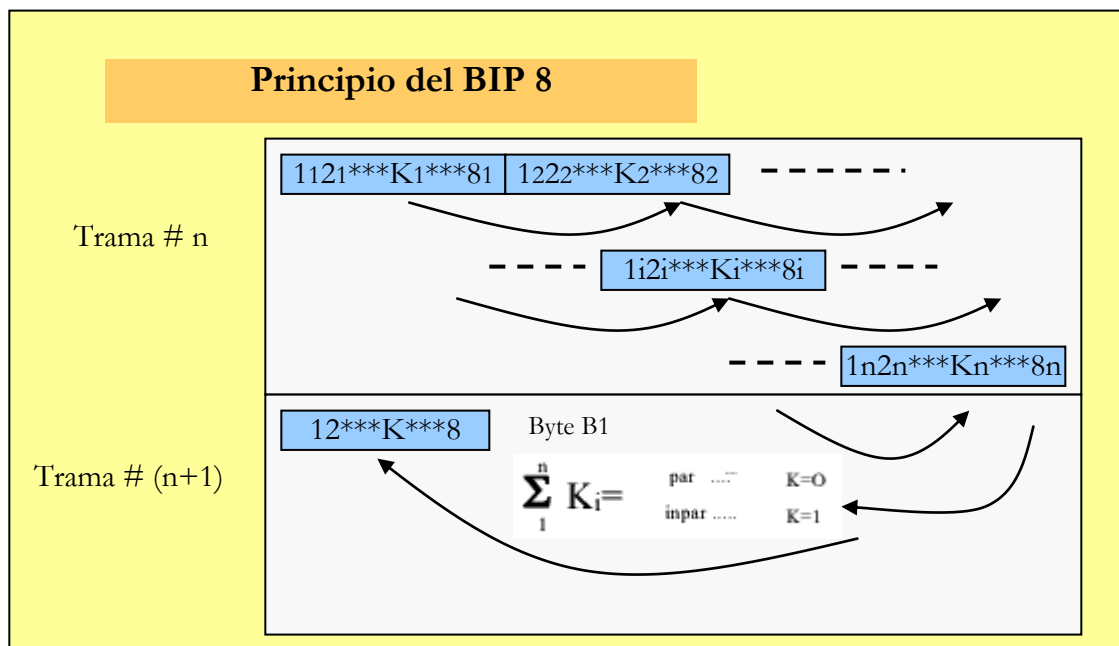 Principio del BIP 8
1₁2₁***K₁***8₁ 1₂2₂***K₂***8₂
Trama # n
1i2i***Ki***8i
1n2n***Kn***8n
12***K***8 Byte B1
Trama # (n+1)
n
Σ Ki= par ..... K=O
1 inpar ..... K=1